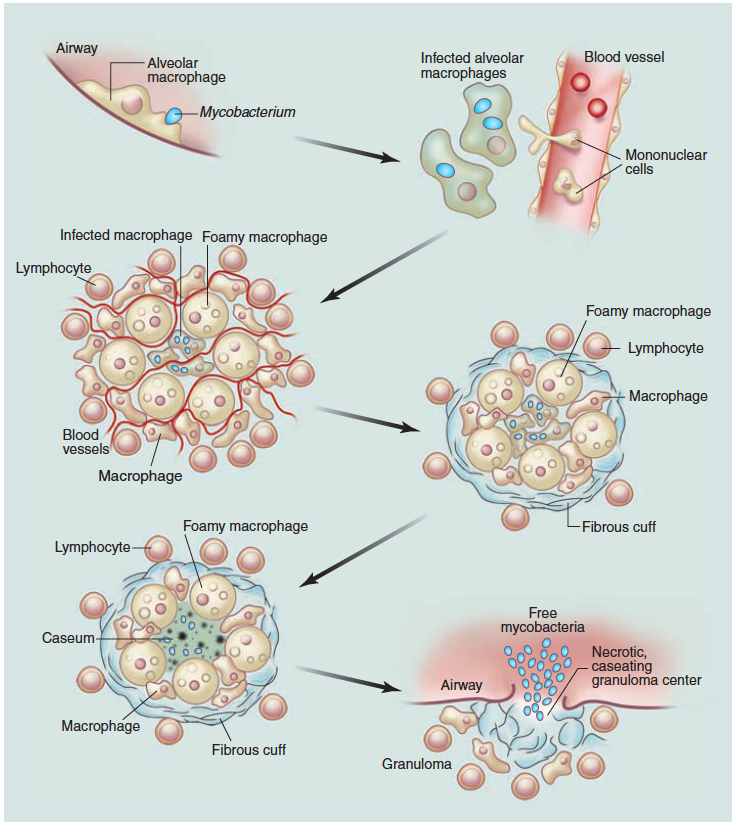 Airway
Alveolar
macrophage
Mycobacterium
Infected alveolar
macrophages
Blood vessel
Mononuclear
cells
Infected macrophage
Foamy macrophage
Lymphocyte
Blood
vessels
Macrophage
Foamy macrophage
Lymphocyte
Macrophage
Fibrous cuff
Foamy macrophage
Lymphocyte
Caseum
Macrophage
Fibrous cuff
Free
mycobacteria
Necrotic,
caseating
granuloma center
Airway
Granuloma